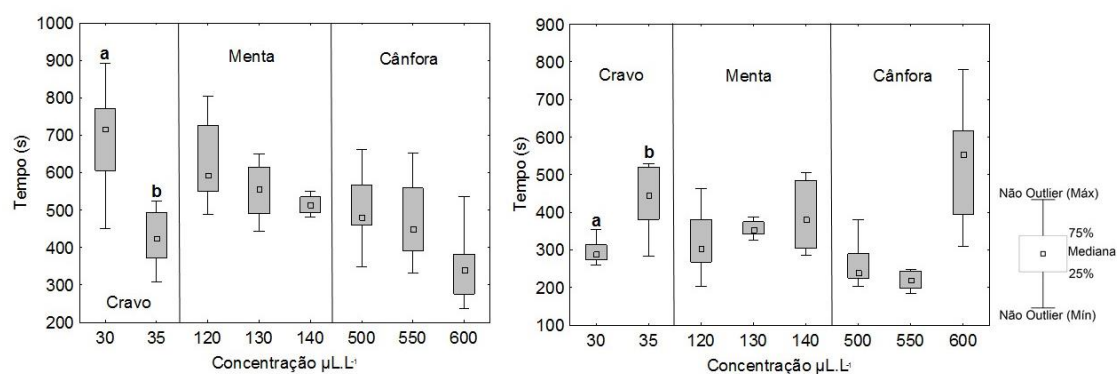 1000
900
800
700
600
500
400
300
200
Tempo (s)
a
b
Cravo
Menta
Cânfora
30 35 120 130 140 500 550 600
Concentração µL.L⁻¹
900
800
700
600
500
400
300
200
100
Tempo (s)
Cravo
Menta
Cânfora
a
b
30 35 120 130 140 500 550 600
Concentração µL.L⁻¹
Não Outlier (Máx)
75%
Mediana
25%
Não Outlier (Mín)